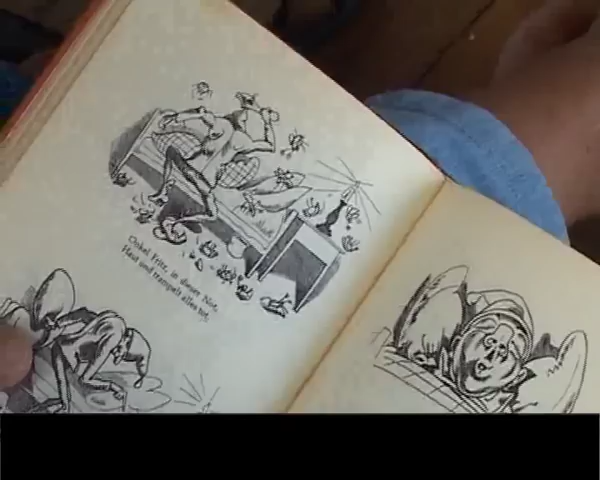 Onkel Fritz, in dieser Not,
Haut und trampelt alles tot.